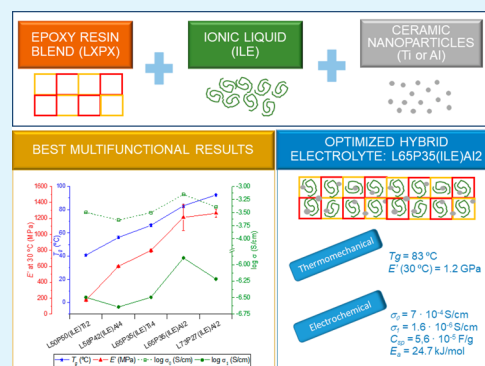 EPOXY RESIN
BLEND (LXPX)
IONIC LIQUID
(ILE)
CERAMIC
NANOPARTICLES
(Ti or Al)
BEST MULTIFUNCTIONAL RESULTS
1600
1400
1200
1000
800
600
400
200
0
E' at 30 ºC (MPa)
100
80
60
40
20
0
-3.00
-3.25
-3.50
-3.75
-4.00
-4.25
-6.00
-6.25
-6.50
-6.75
log σ (S/cm)
L50P50(ILE)Ti2
L58P42(ILE)Al4
L65P35(ILE)Ti4
L65P35(ILE)Al2
L73P27(ILE)Al2
Tg (ºC) E' (MPa) log σ₀ (S/cm) log σ₁ (S/cm)
OPTIMIZED HYBRID
ELECTROLYTE: L65P35(ILE)Al2
Thermomechanical
Tg = 83 ºC
E' (30 ºC) = 1.2 GPa
Electrochemical
σ₀ = 7 · 10⁻⁴ S/cm
σ₁ = 1.6 · 10⁻⁶ S/cm
Csp = 5,6 · 10⁻⁵ F/g
Ea = 24.7 kJ/mol